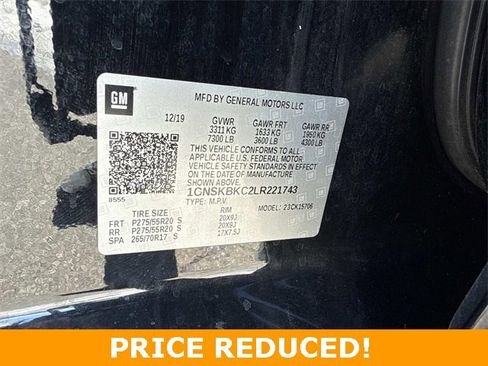 GM
MFD BY GENERAL MOTORS LLC
12/19 GVWR GAWR FRT GAWR RR
3311 KG 1633 KG 1950 KG
7300 LB 3600 LB 4300 LB
THIS VEHICLE CONFORMS TO ALL
APPLICABLE U.S. FEDERAL MOTOR
VEHICLE SAFETY STANDARDS IN EFFECT
ON THE DATE OF MANUFACTURE SHOWN ABOVE.
1GNSKBKC2LR221743
8555 TYPE: M.P.V. MODEL: 23CK15706
TIRE SIZE RIM
FRT P275/55R20 S 20X9J
RR P275/55R20 S 20X9J
SPA 265/70R17 S 17X7.5J
PRICE REDUCED!